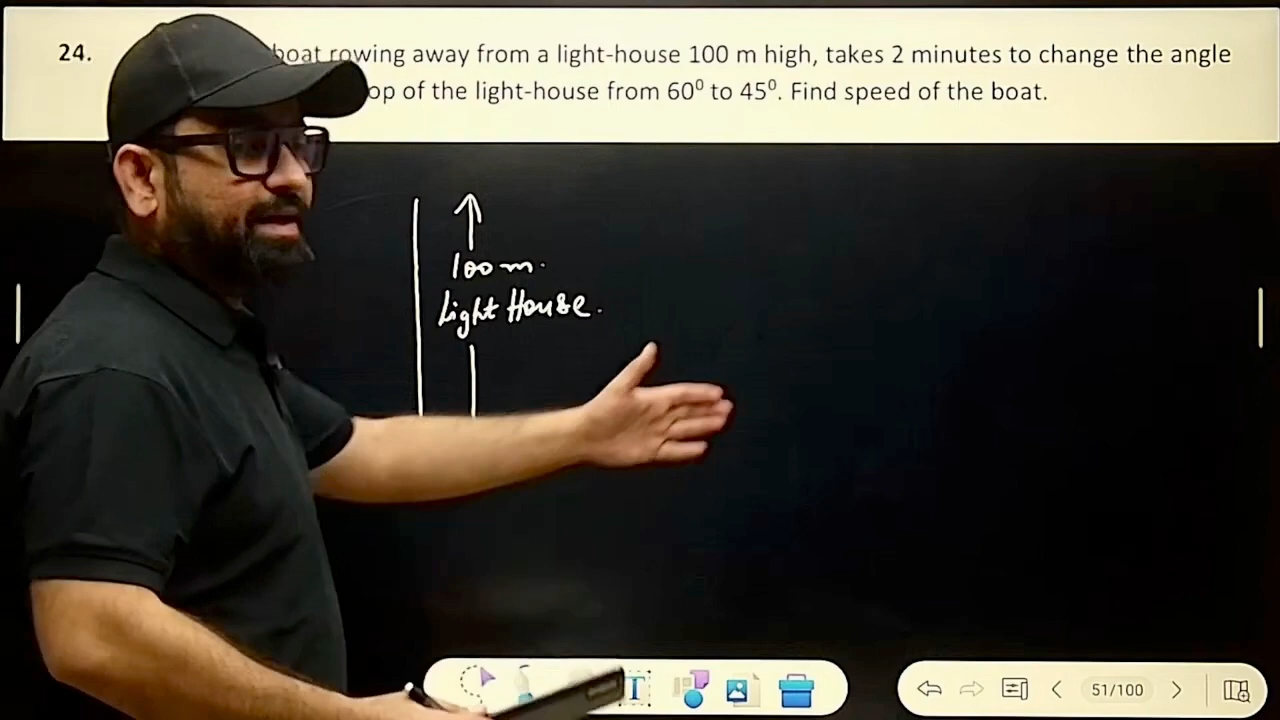 24. boat rowing away from a light-house 100 m high, takes 2 minutes to change the angle
of the light-house from 60⁰ to 45⁰. Find speed of the boat.
100 m.
Light House.
T
51/100